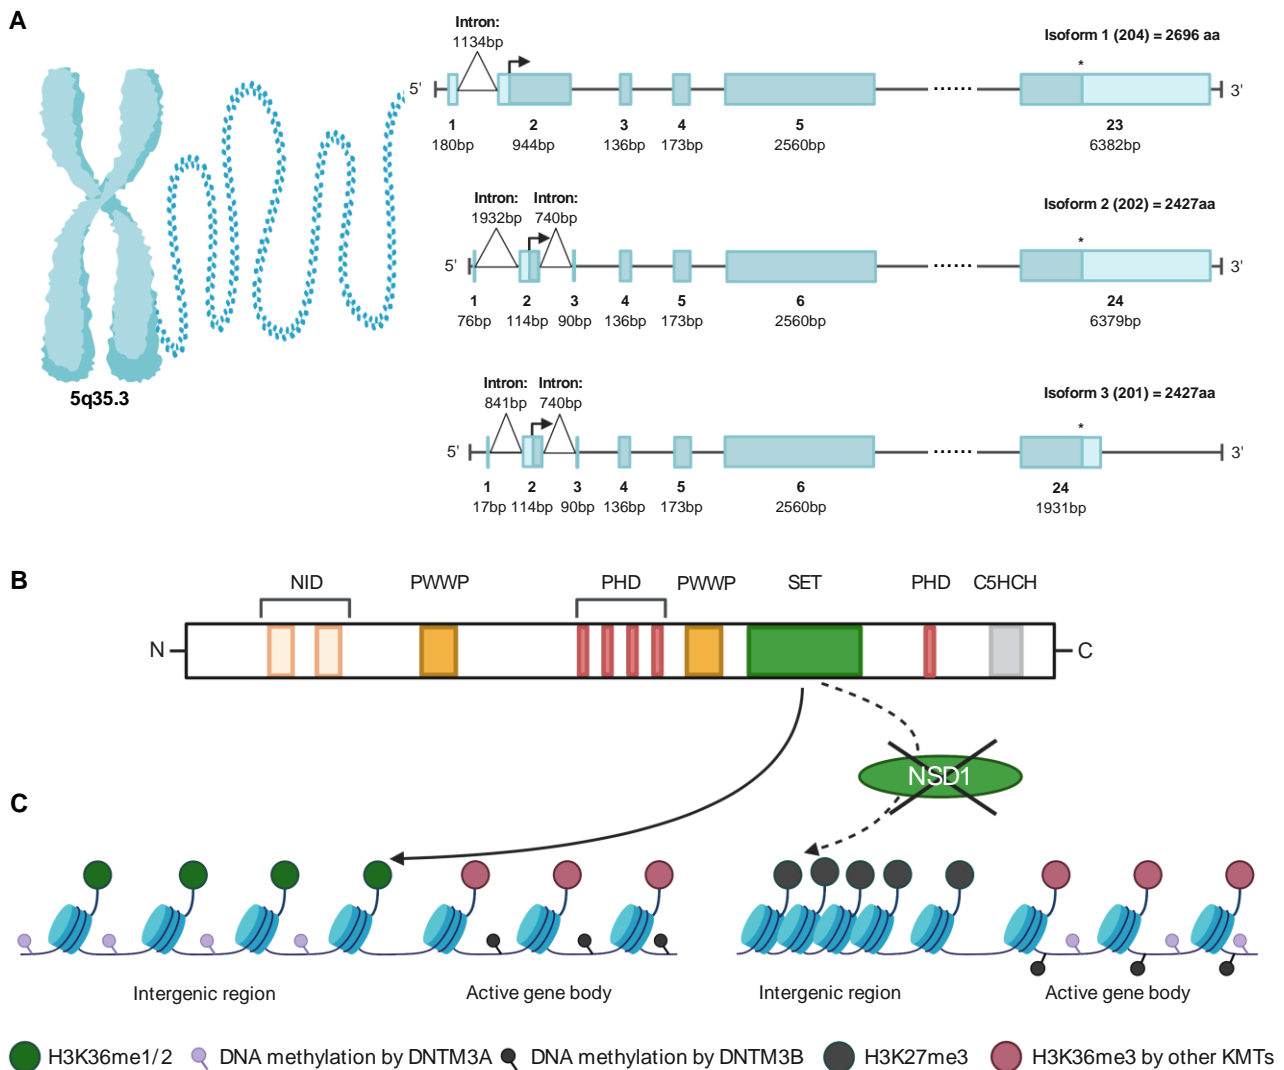 A
Intron:
1134bp
Isoform 1 (204) = 2696 aa
*
5'
3'
1 2 3 4 5 23
180bp 944bp 136bp 173bp 2560bp 6382bp
Intron: Intron:
1932bp 740bp
Isoform 2 (202) = 2427aa
*
5'
3'
1 2 3 4 5 6 24
76bp 114bp 90bp 136bp 173bp 2560bp 6379bp
Intron: Intron:
841bp 740bp
Isoform 3 (201) = 2427aa
*
5'
3'
1 2 3 4 5 6 24
17bp 114bp 90bp 136bp 173bp 2560bp 1931bp
5q35.3
B
NID PWWP PHD PWWP SET PHD C5HCH
N
C
NSD1
C
Intergenic region Active gene body Intergenic region Active gene body
H3K36me1/2 DNA methylation by DNTM3A DNA methylation by DNTM3B H3K27me3 H3K36me3 by other KMTs